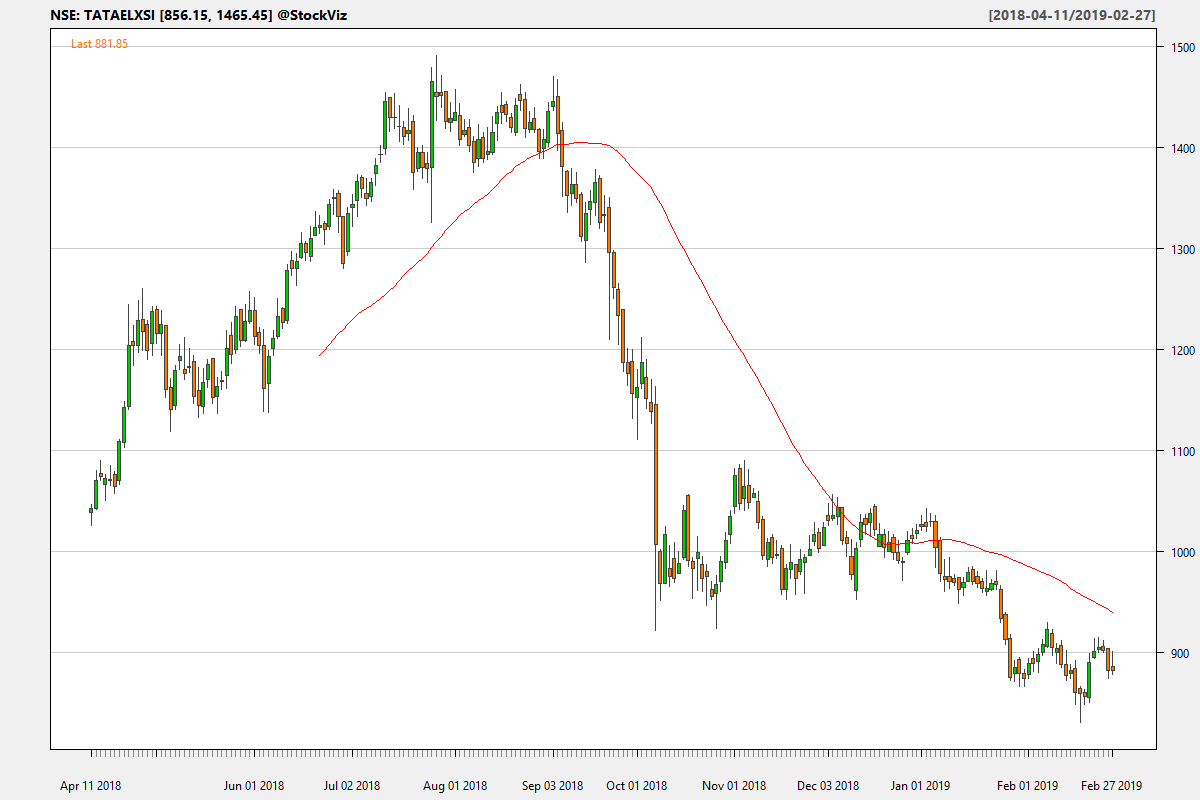 NSE: TATAELXSI [856.15, 1465.45] @StockViz
[2018-04-11/2019-02-27]
Last 881.85
1500
1400
1300
1200
1100
1000
900
Apr 11 2018
Jun 01 2018
Jul 02 2018
Aug 01 2018
Sep 03 2018
Oct 01 2018
Nov 01 2018
Dec 03 2018
Jan 01 2019
Feb 01 2019
Feb 27 2019